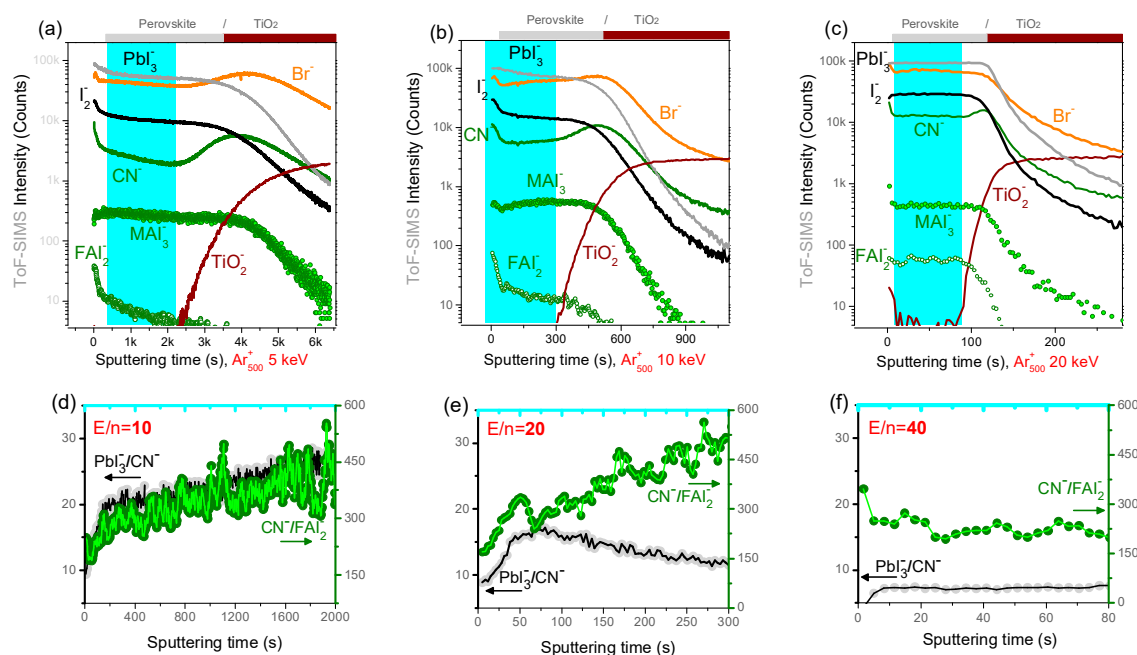 Perovskite / TiO₂
Perovskite / TiO₂
Perovskite / TiO₂
(a)
ToF-SIMS Intensity (Counts)
100k
10k
1k
100
10
PbI₃⁻
Br⁻
I₂⁻
CN⁻
MAI₃⁻
FAI₂⁻
TiO₂⁻
0 1k 2k 3k 4k 5k 6k
Sputtering time (s), Ar₅₀₀⁺ 5 keV
(b)
ToF-SIMS Intensity (Counts)
100k
10k
1k
100
10
PbI₃⁻
Br⁻
I₂⁻
CN⁻
MAI₃⁻
FAI₂⁻
TiO₂⁻
0 300 600 900
Sputtering time (s), Ar₅₀₀⁺ 10 keV
(c)
ToF-SIMS Intensity (Counts)
100k
10k
1k
100
10
PbI₃⁻
Br⁻
I₂⁻
CN⁻
MAI₃⁻
FAI₂⁻
TiO₂⁻
0 100 200
Sputtering time (s), Ar₅₀₀⁺ 20 keV
(d)
E/n=10
PbI₃⁻/CN⁻
CN⁻/FAI₂⁻
30
20
10
600
450
300
150
0 400 800 1200 1600 2000
Sputtering time (s)
(e)
E/n=20
CN⁻/FAI₂⁻
PbI₃⁻/CN⁻
30
20
10
600
450
300
150
0
0 50 100 150 200 250 300
Sputtering time (s)
(f)
E/n=40
CN⁻/FAI₂⁻
PbI₃⁻/CN⁻
30
20
10
600
450
300
150
0
0 20 40 60 80
Sputtering time (s)